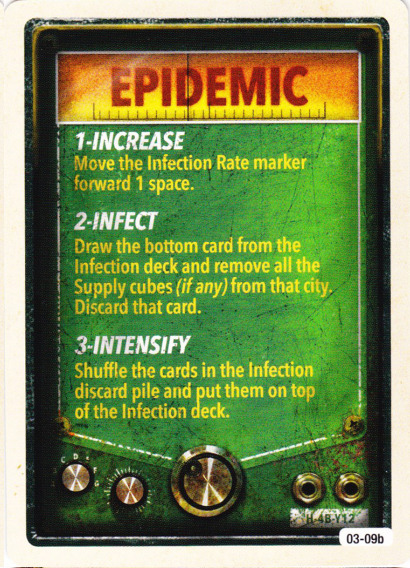 EPIDEMIC
1-INCREASE
Move the Infection Rate marker
forward 1 space.
2-INFECT
Draw the bottom card from the
Infection deck and remove all the
Supply cubes (if any) from that city.
Discard that card.
3-INTENSIFY
Shuffle the cards in the Infection
discard pile and put them on top
of the Infection deck.
C D E
H-4B-Y12
03-09b